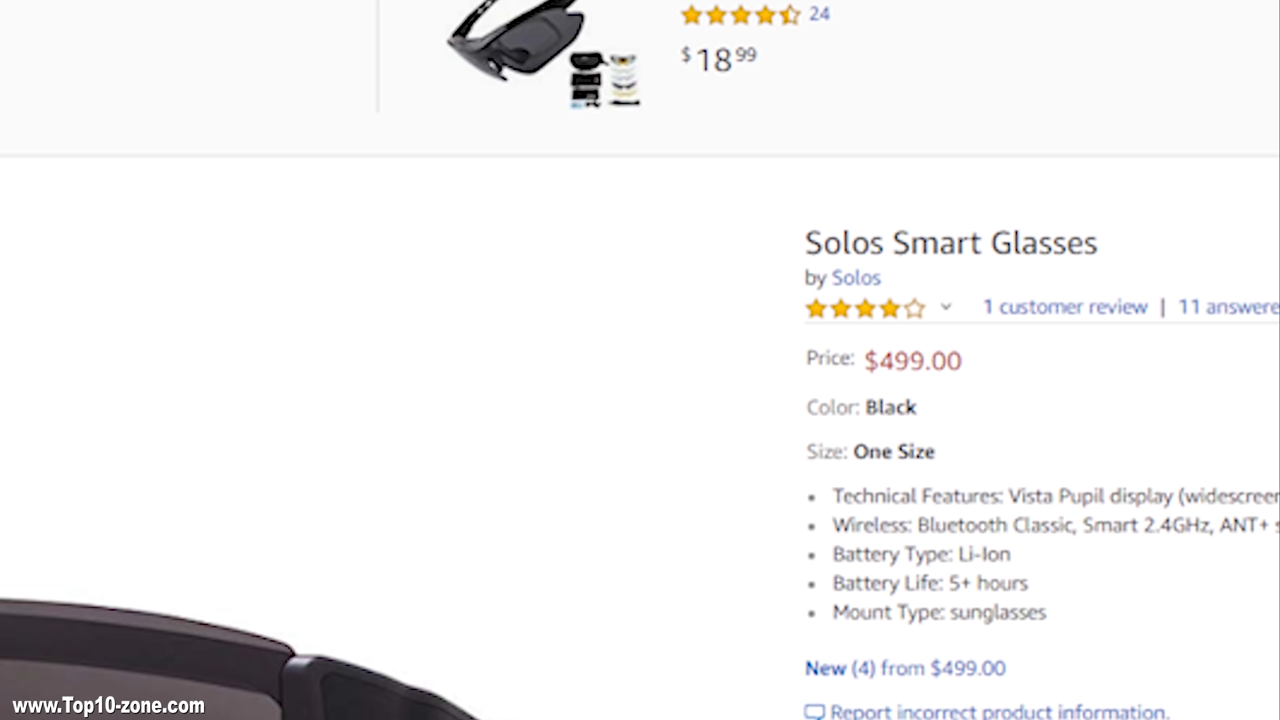 24
$18 99
Solos Smart Glasses
by Solos
1 customer review | 11 answere
Price: $499.00
Color: Black
Size: One Size
• Technical Features: Vista Pupil display (widescreen
• Wireless: Bluetooth Classic, Smart 2.4GHz, ANT+ s
• Battery Type: Li-Ion
• Battery Life: 5+ hours
• Mount Type: sunglasses
New (4) from $499.00
Report incorrect product information.
www.Top10-zone.com